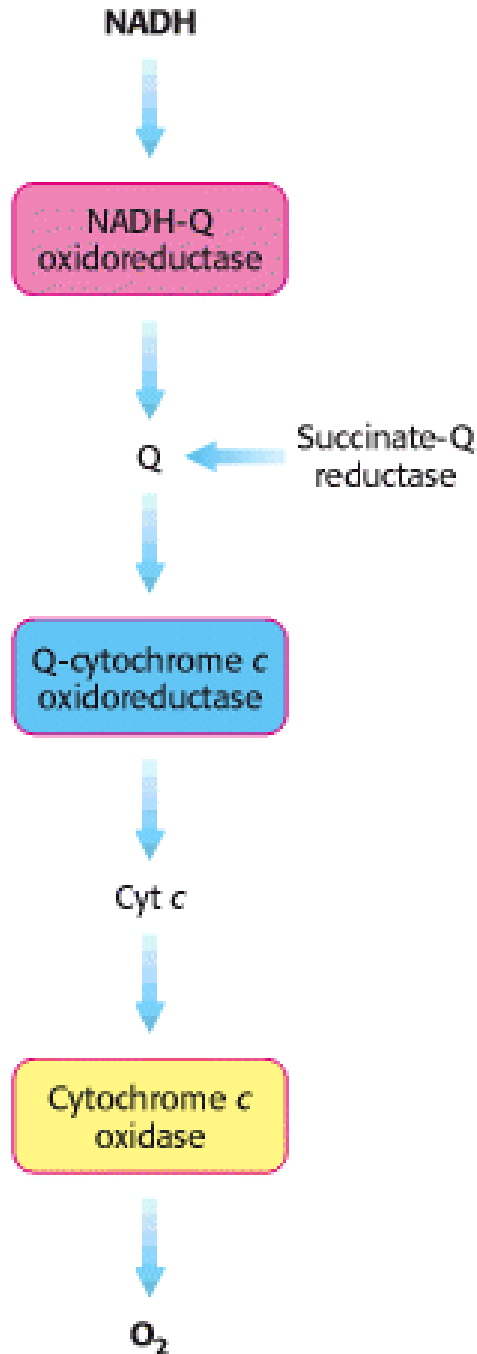 NADH
NADH-Q
oxidoreductase
Q
Succinate-Q
reductase
Q-cytochrome c
oxidoreductase
Cyt c
Cytochrome c
oxidase
O₂